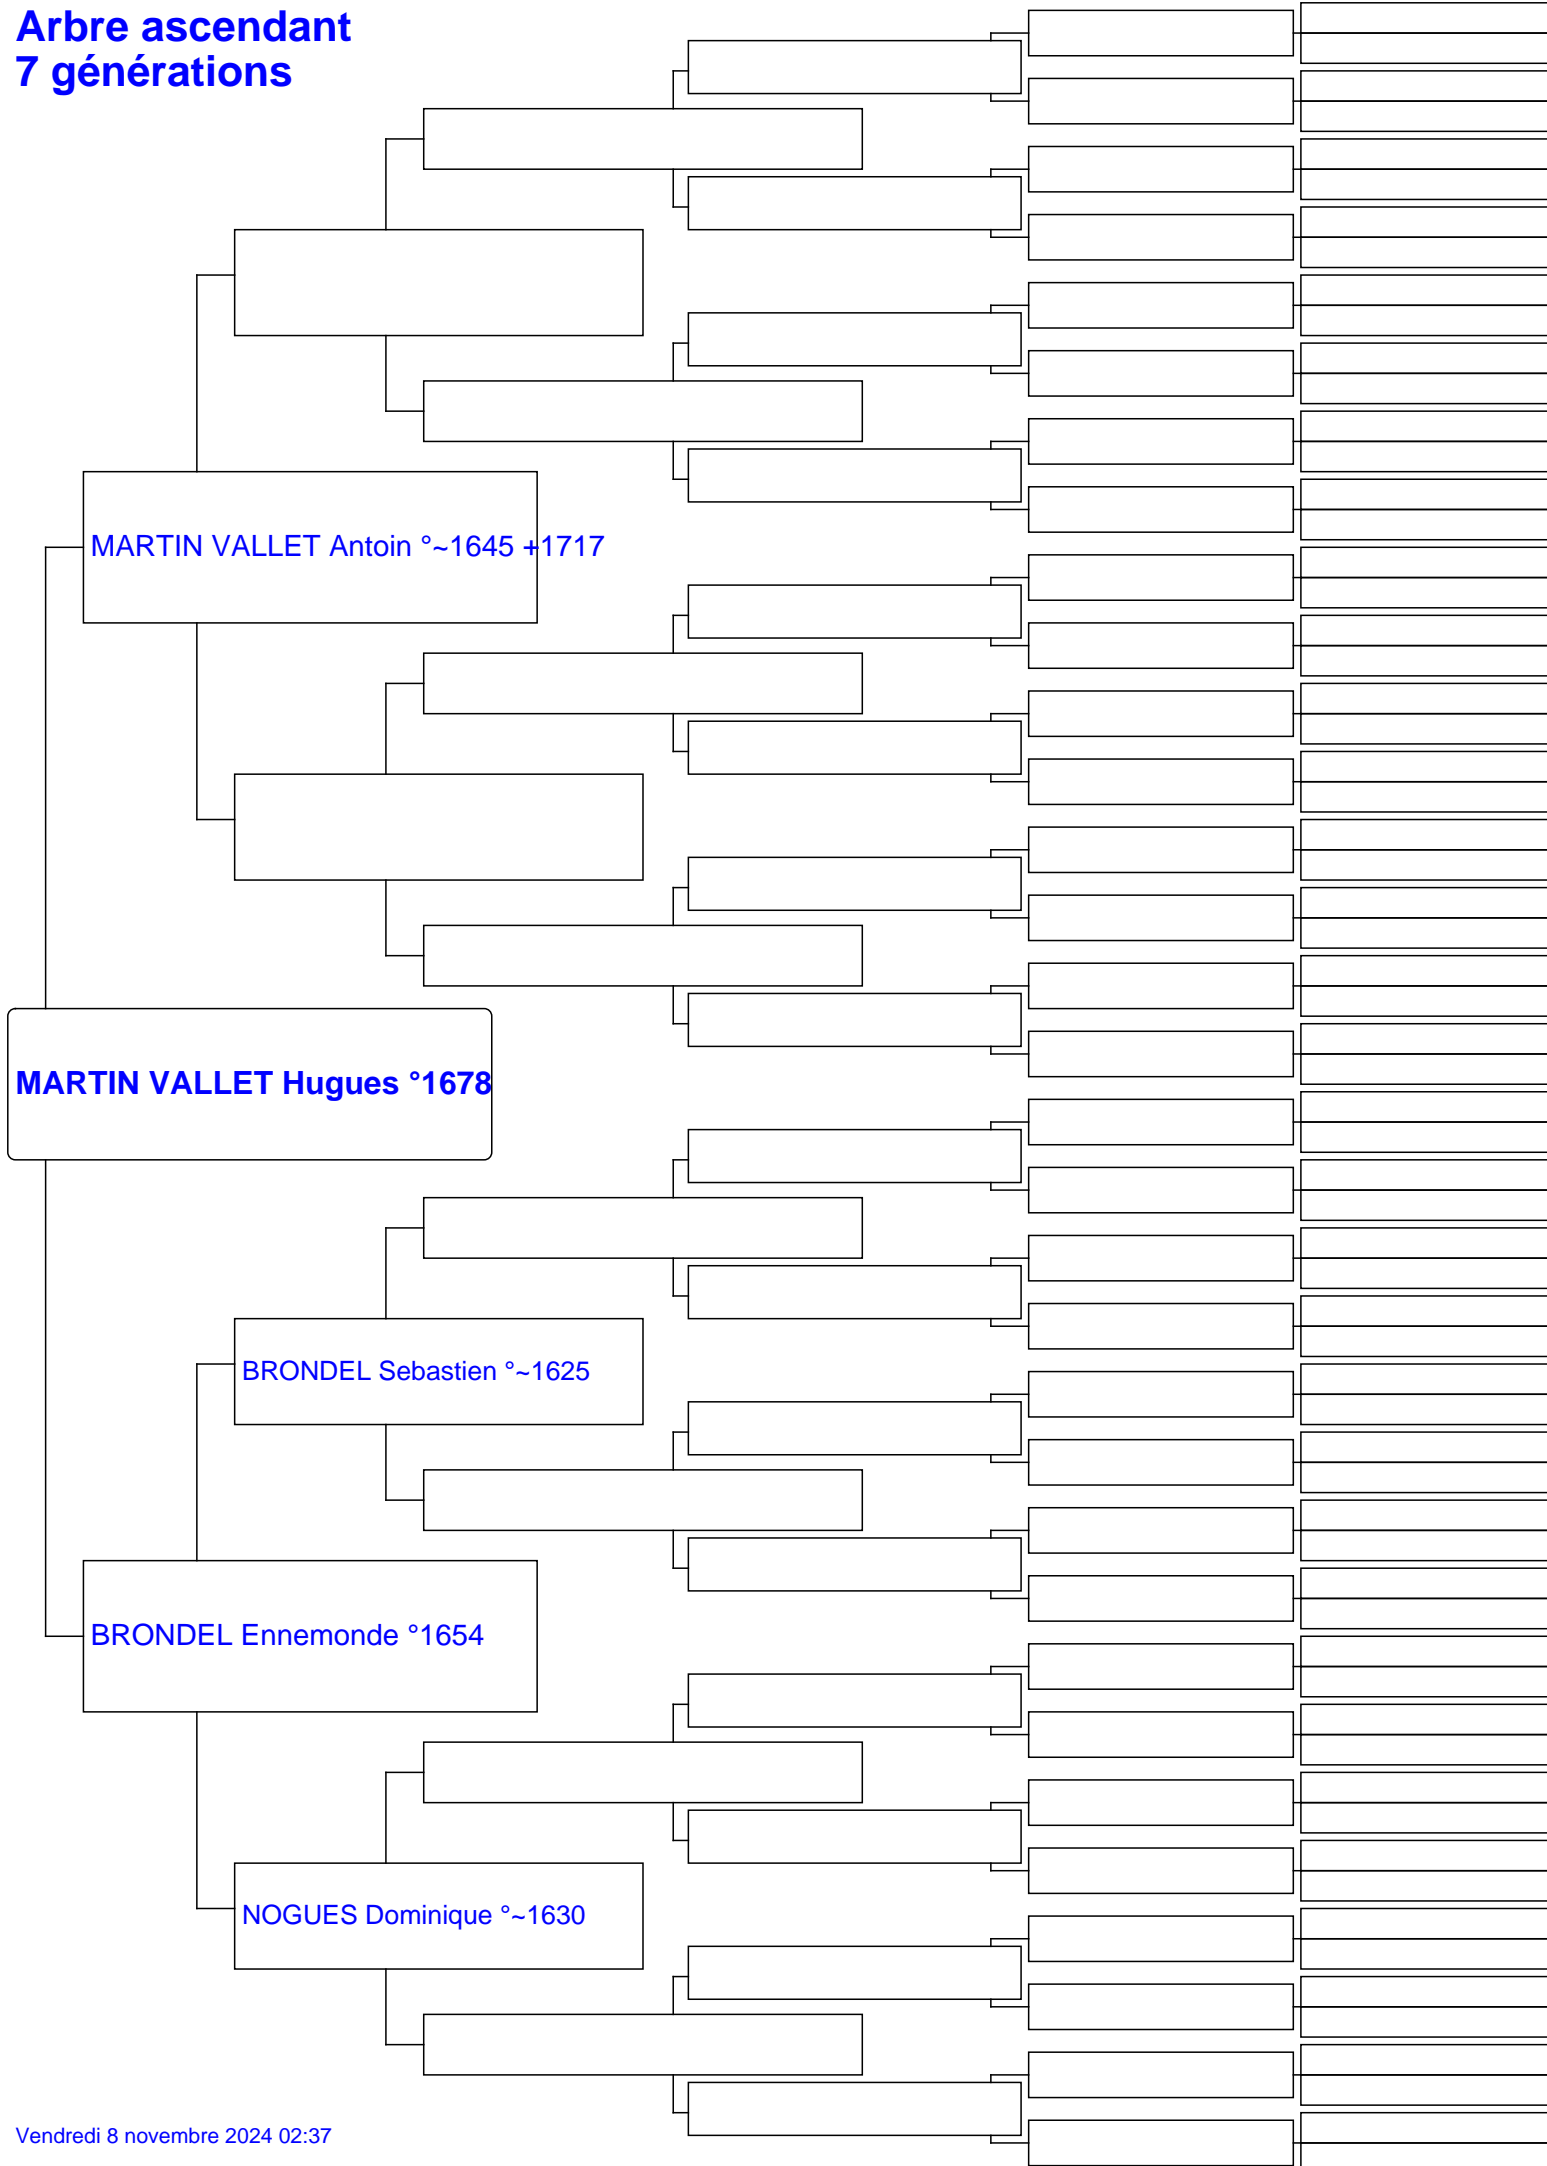 Arbre ascendant
7 générations
MARTIN VALLET Antoin °~1645 +1717
MARTIN VALLET Hugues °1678
BRONDEL Sebastien °~1625
BRONDEL Ennemonde °1654
NOGUES Dominique °~1630
Vendredi 8 novembre 2024 02:37